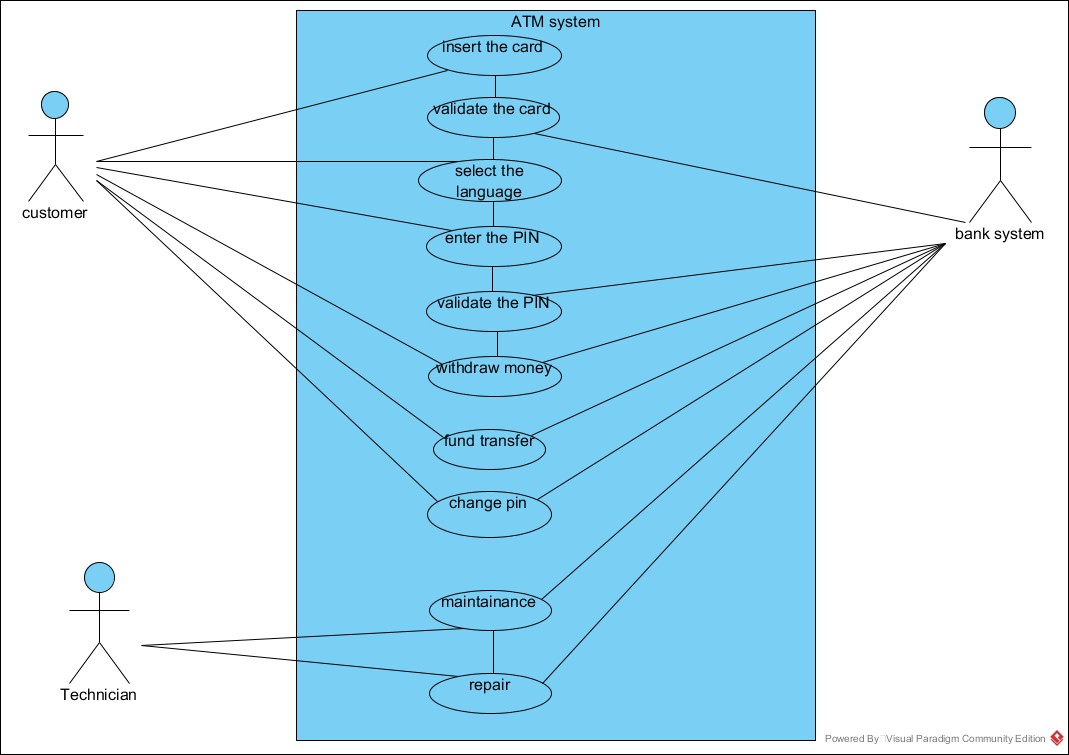 ATM system
insert the card
validate the card
select the
language
customer
bank system
enter the PIN
validate the PIN
withdraw money
fund transfer
change pin
maintainance
Technician
repair
Powered By Visual Paradigm Community Edition